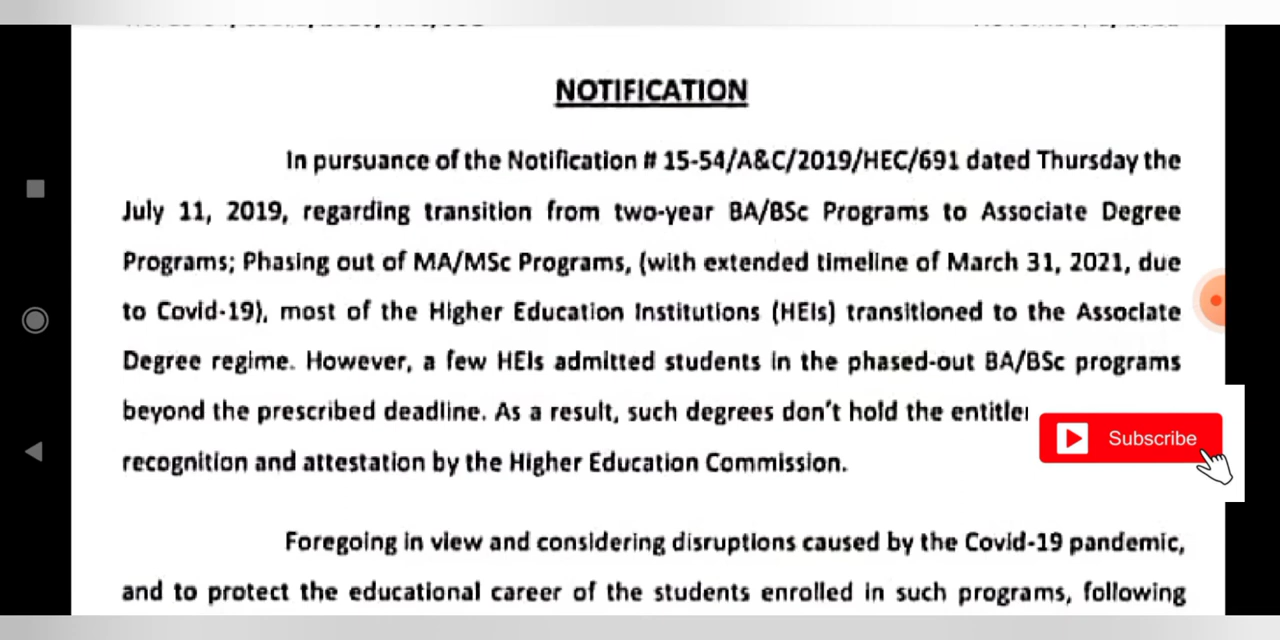 NOTIFICATION
In pursuance of the Notification # 15-54/A&C/2019/HEC/691 dated Thursday the
July 11, 2019, regarding transition from two-year BA/BSc Programs to Associate Degree
Programs; Phasing out of MA/MSc Programs, (with extended timeline of March 31, 2021, due
to Covid-19), most of the Higher Education Institutions (HEIs) transitioned to the Associate
Degree regime. However, a few HEIs admitted students in the phased-out BA/BSc programs
beyond the prescribed deadline. As a result, such degrees don't hold the
Subscribe
recognition and attestation by the Higher Education Commission.
Foregoing in view and considering disruptions caused by the Covid-19 pandemic,
and to protect the educational career of the students enrolled in such programs, following